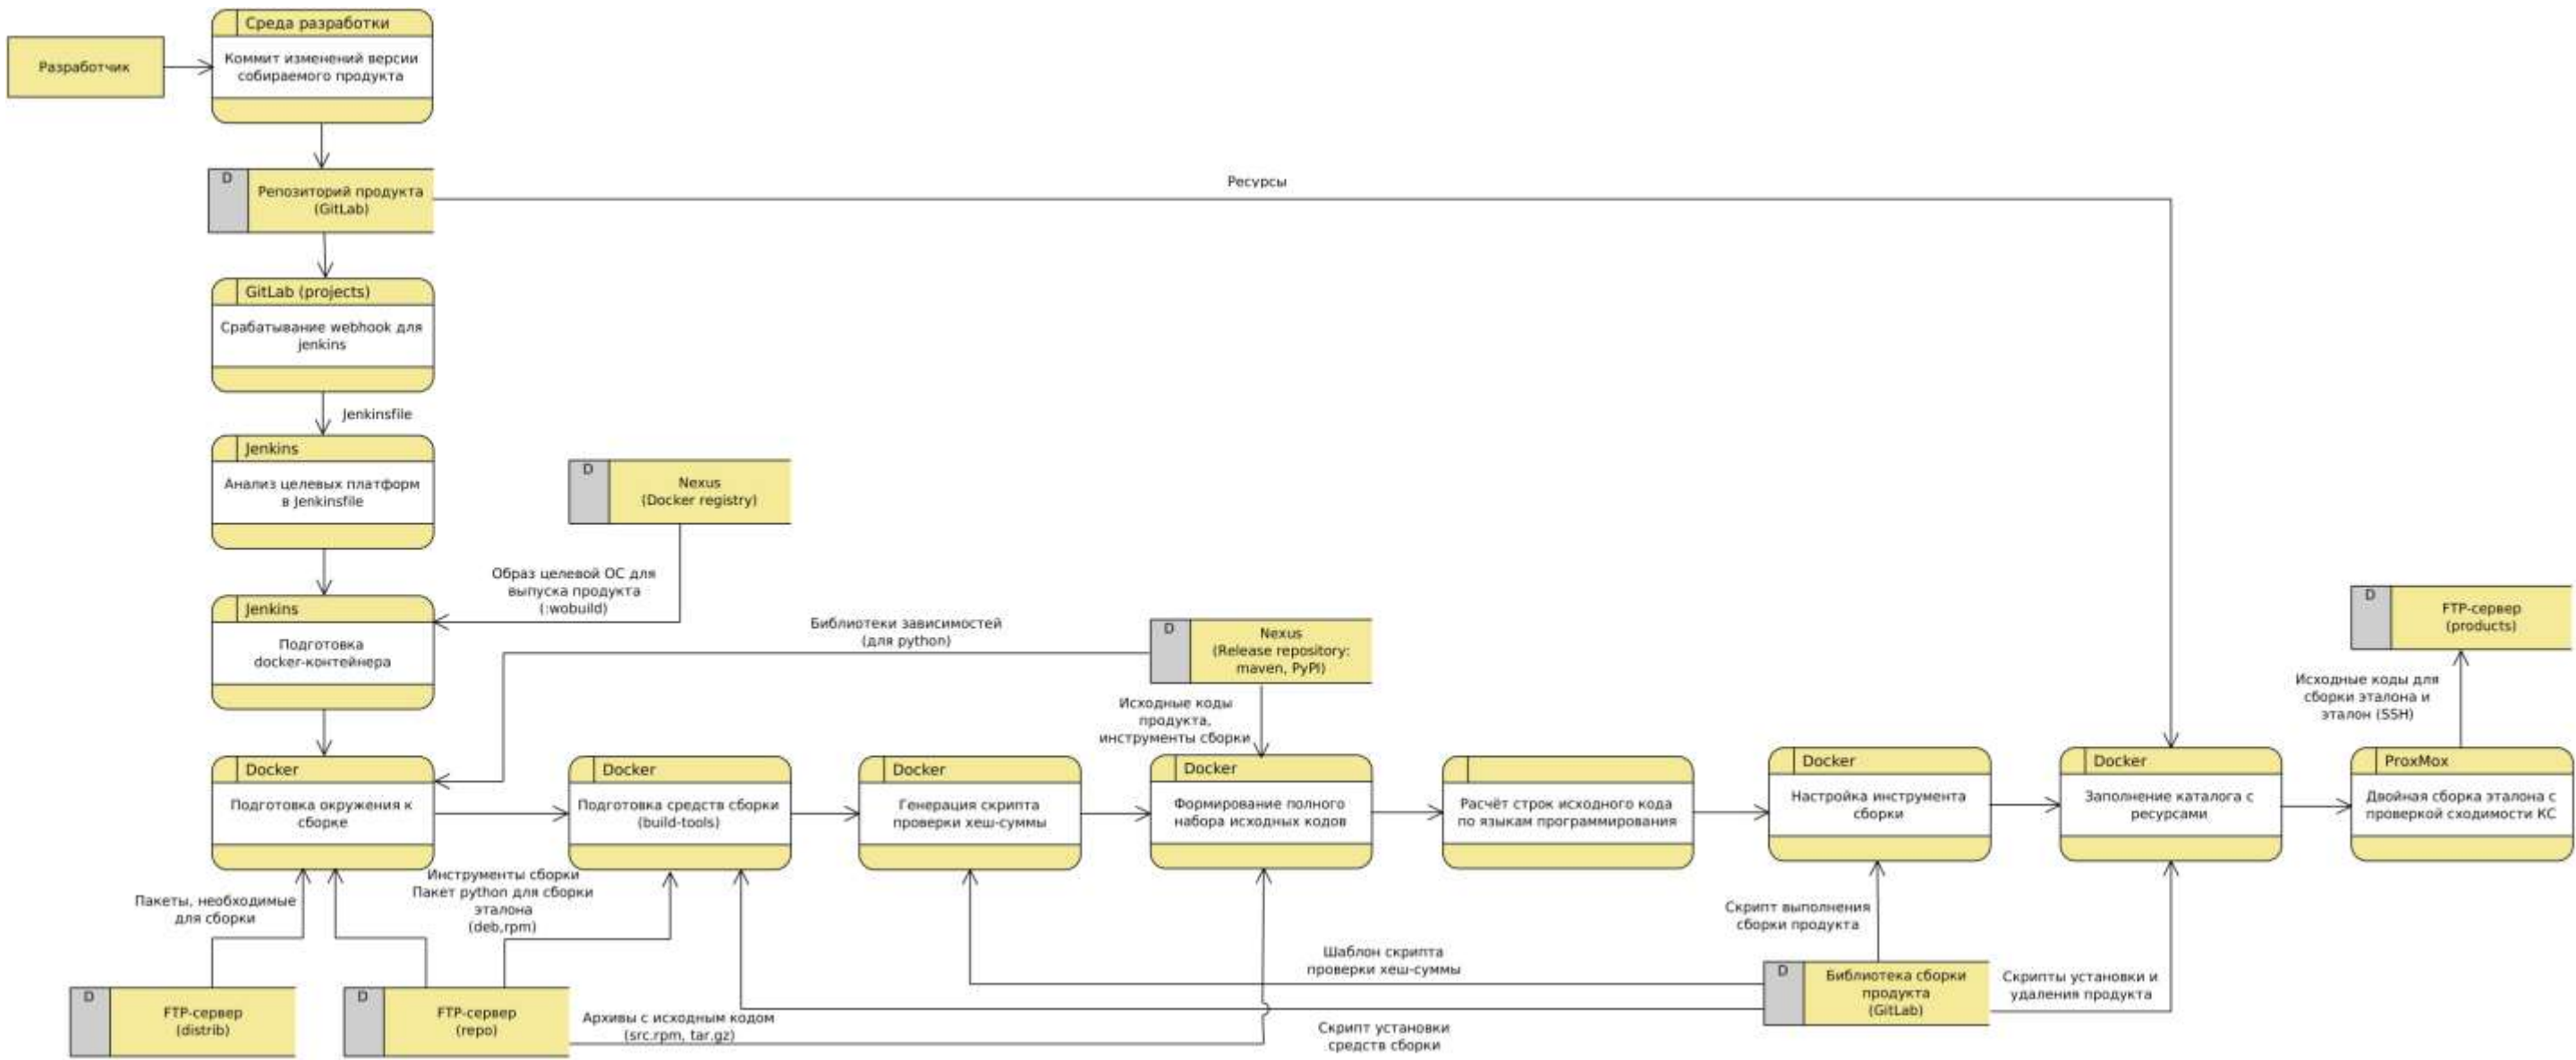 Среда разработки
Разработчик
Коммит изменений версии
собираемого продукта
D
Репозиторий продукта
(GitLab)
Ресурсы
GitLab (projects)
Срабатывание webhook для
jenkins
Jenkinsfile
Jenkins
Анализ целевых платформ
в Jenkinsfile
D
Nexus
(Docker registry)
Образ целевой ОС для
выпуска продукта
(:wobuild)
Jenkins
Подготовка
docker-контейнера
Библиотеки зависимостей
(для python)
D
Nexus
(Release repository:
maven, PyPI)
D
FTP-сервер
(products)
Исходные коды
продукта,
инструменты сборки
Исходные коды для
сборки эталона и
эталон (SSH)
Docker
Подготовка окружения к
сборке
Docker
Подготовка средств сборки
(build-tools)
Docker
Генерация скрипта
проверки хеш-суммы
Docker
Формирование полного
набора исходных кодов
Расчёт строк исходного кода
по языкам программирования
Docker
Настройка инструмента
сборки
Docker
Заполнение каталога с
ресурсами
ProxMox
Двойная сборка эталона с
проверкой сходимости КС
Пакеты, необходимые
для сборки
Инструменты сборки
Пакет python для сборки
эталона
(deb,rpm)
Скрипт выполнения
сборки продукта
Шаблон скрипта
проверки хеш-суммы
D
Библиотека сборки
продукта
(GitLab)
Скрипты установки и
удаления продукта
D
FTP-сервер
(distrib)
D
FTP-сервер
(repo)
Архивы с исходным кодом
(src.rpm, tar.gz)
Скрипт установки
средств сборки